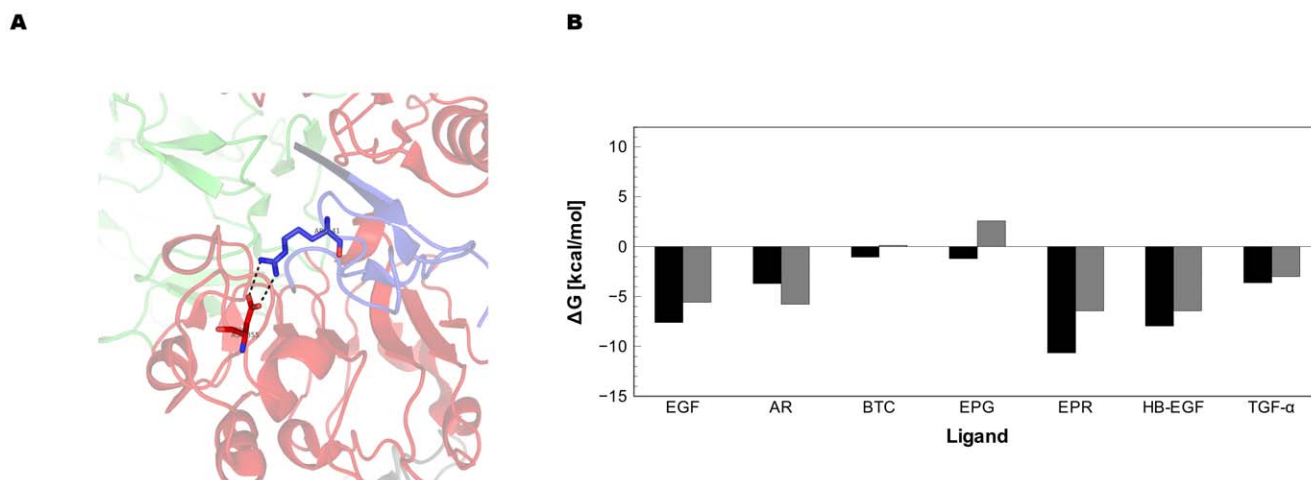 A
B
10
5
0
−5
−10
−15
ΔG [kcal/mol]
EGF AR BTC EPG EPR HB-EGF TGF-α
Ligand